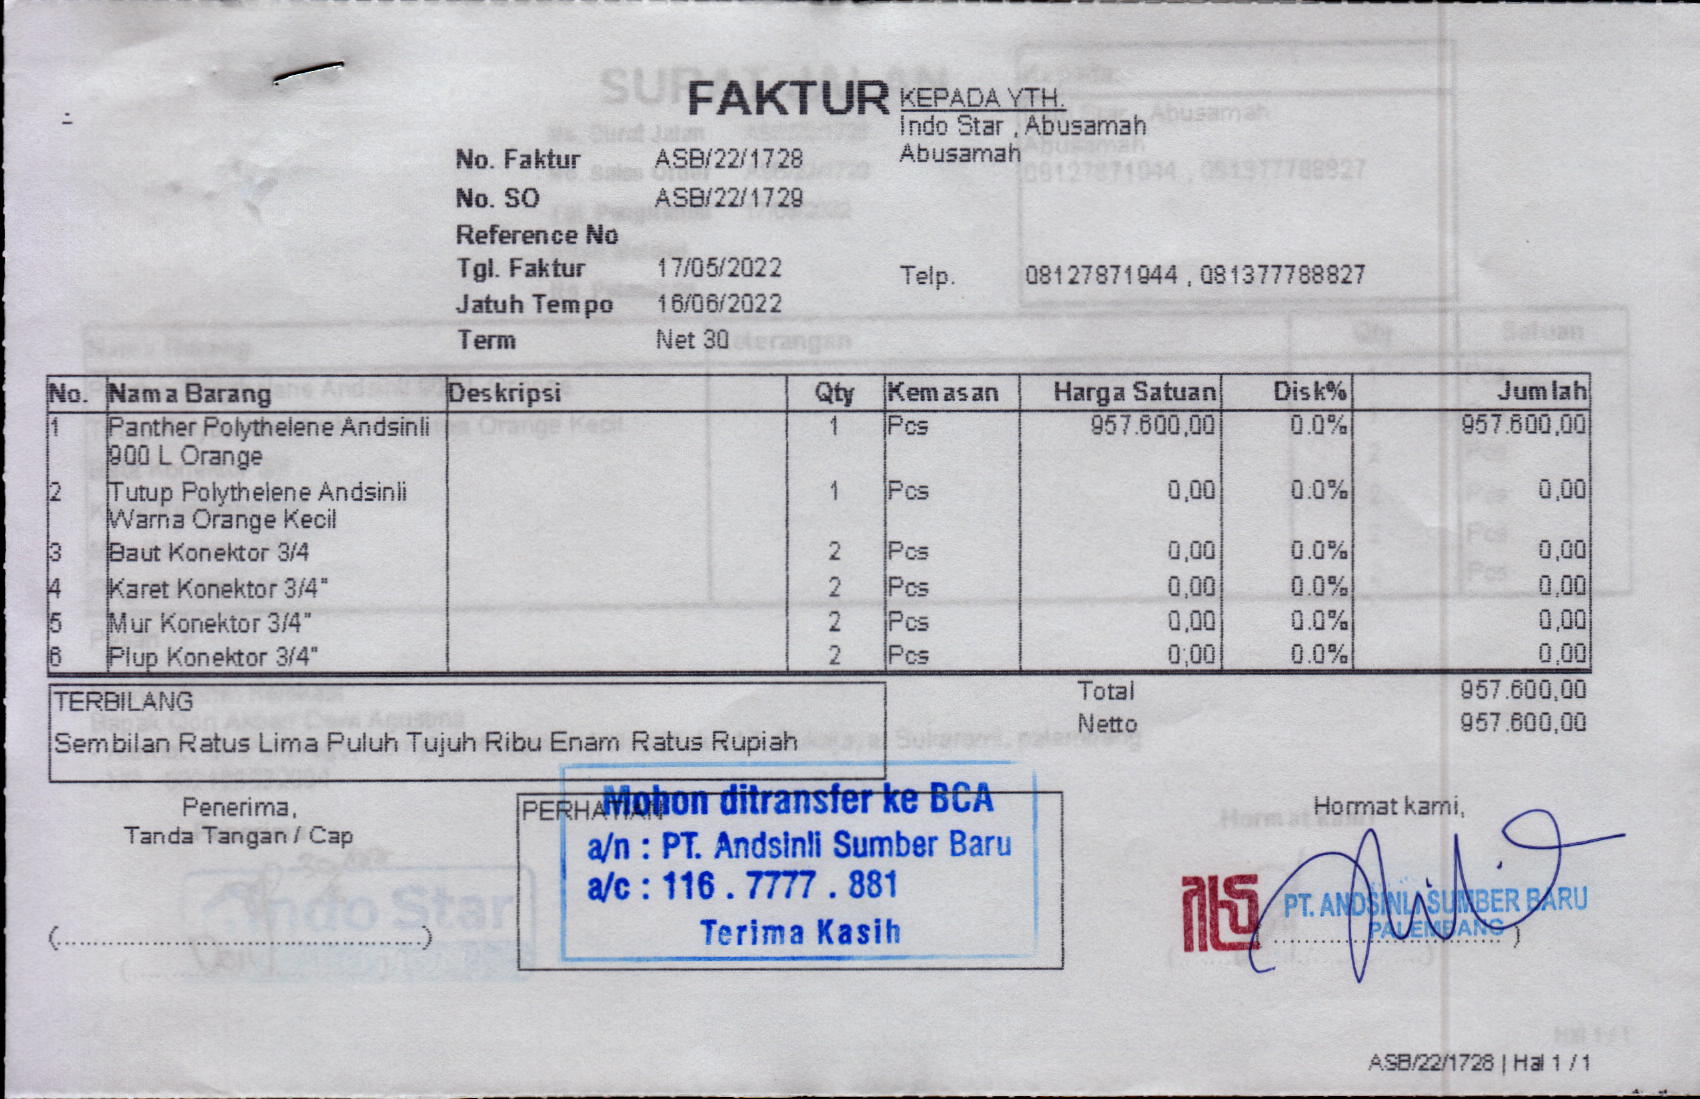 FAKTUR
KEPADA YTH.
Indo Star , Abusamah
Abusamah
No. Faktur ASB/22/1728
No. SO ASB/22/1729
Reference No
Tgl. Faktur 17/05/2022
Telp. 08127871944 , 081377788827
Jatuh Tempo 16/06/2022
Term Net 30
No. Nama Barang Deskripsi Qty Kemasan Harga Satuan Disk% Jumlah
1 Panther Polythelene Andsinli 1 Pcs 957.600,00 0.0% 957.600,00
900 L Orange
2 Tutup Polythelene Andsinli 1 Pcs 0,00 0.0% 0,00
Warna Orange Kecil
3 Baut Konektor 3/4 2 Pcs 0,00 0.0% 0,00
4 Karet Konektor 3/4" 2 Pcs 0,00 0.0% 0,00
5 Mur Konektor 3/4" 2 Pcs 0,00 0.0% 0,00
6 Plup Konektor 3/4" 2 Pcs 0,00 0.0% 0,00
TERBILANG
Sembilan Ratus Lima Puluh Tujuh Ribu Enam Ratus Rupiah
Total 957.600,00
Netto 957.600,00
Penerima,
Tanda Tangan / Cap
(........................................)
PERHATIAN
Mohon ditransfer ke BCA
a/n : PT. Andsinli Sumber Baru
a/c : 116 . 7777 . 881
Terima Kasih
Hormat kami,
PT. ANDSINLI SUMBER BARU
PALEMBANG
ASB/22/1728 | Hal 1 / 1